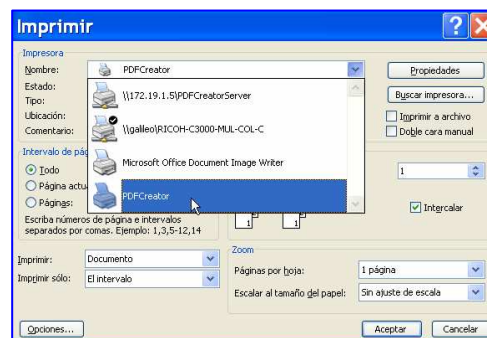 Imprimir
Impresora
Nombre: PDFCreator Propiedades
Estado:
Tipo:
Ubicación:
Comentario:
\\172.19.1.5\PDFCreatorServer
\\galileo\RICOH-C3000-MUL-COL-C
Microsoft Office Document Image Writer
PDFCreator
Buscar impresora...
Imprimir a archivo
Doble cara manual
Intervalo de pág
Todo
Página actu
Páginas:
Escriba números de página e intervalos
separados por comas. Ejemplo: 1,3,5-12,14
1
Intercalar
1 1
Imprimir: Documento
Imprimir sólo: El intervalo
Zoom
Páginas por hoja: 1 página
Escalar al tamaño del papel: Sin ajuste de escala
Opciones... Aceptar Cancelar